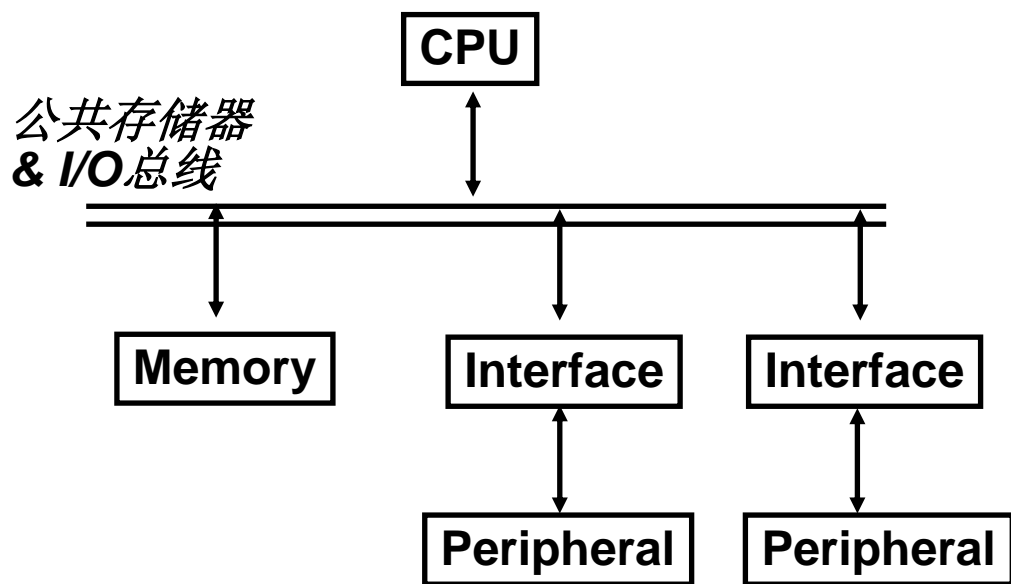 CPU
公共存储器
& I/O总线
Memory
Interface
Interface
Peripheral
Peripheral